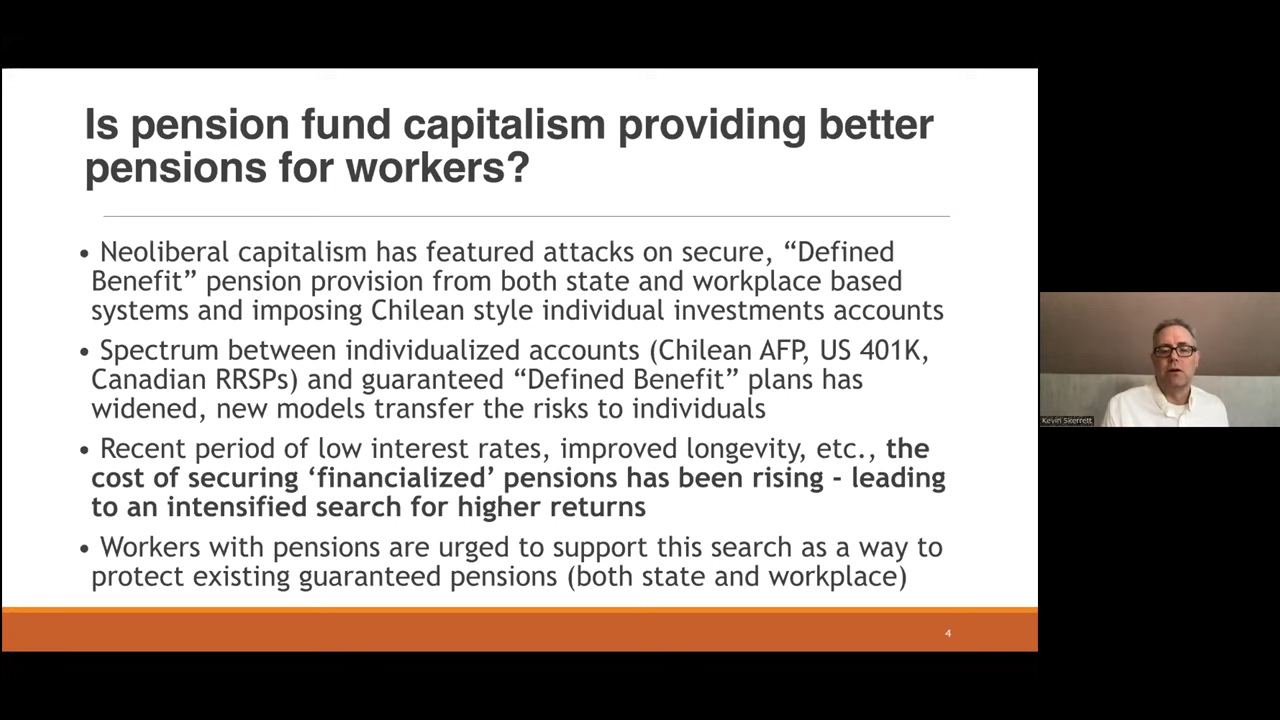 Is pension fund capitalism providing better
pensions for workers?
• Neoliberal capitalism has featured attacks on secure, “Defined
Benefit” pension provision from both state and workplace based
systems and imposing Chilean style individual investments accounts
• Spectrum between individualized accounts (Chilean AFP, US 401K,
Canadian RRSPs) and guaranteed “Defined Benefit” plans has
widened, new models transfer the risks to individuals
• Recent period of low interest rates, improved longevity, etc., the
cost of securing ‘financialized’ pensions has been rising - leading
to an intensified search for higher returns
• Workers with pensions are urged to support this search as a way to
protect existing guaranteed pensions (both state and workplace)
4
Kevin Skerrett